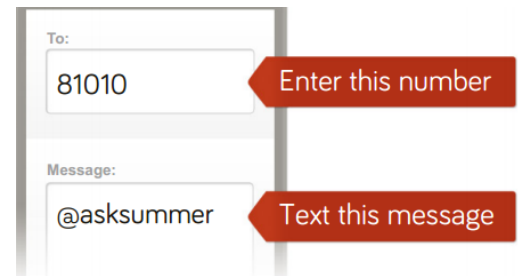 To:
81010
Enter this number
Message:
@asksummer
Text this message